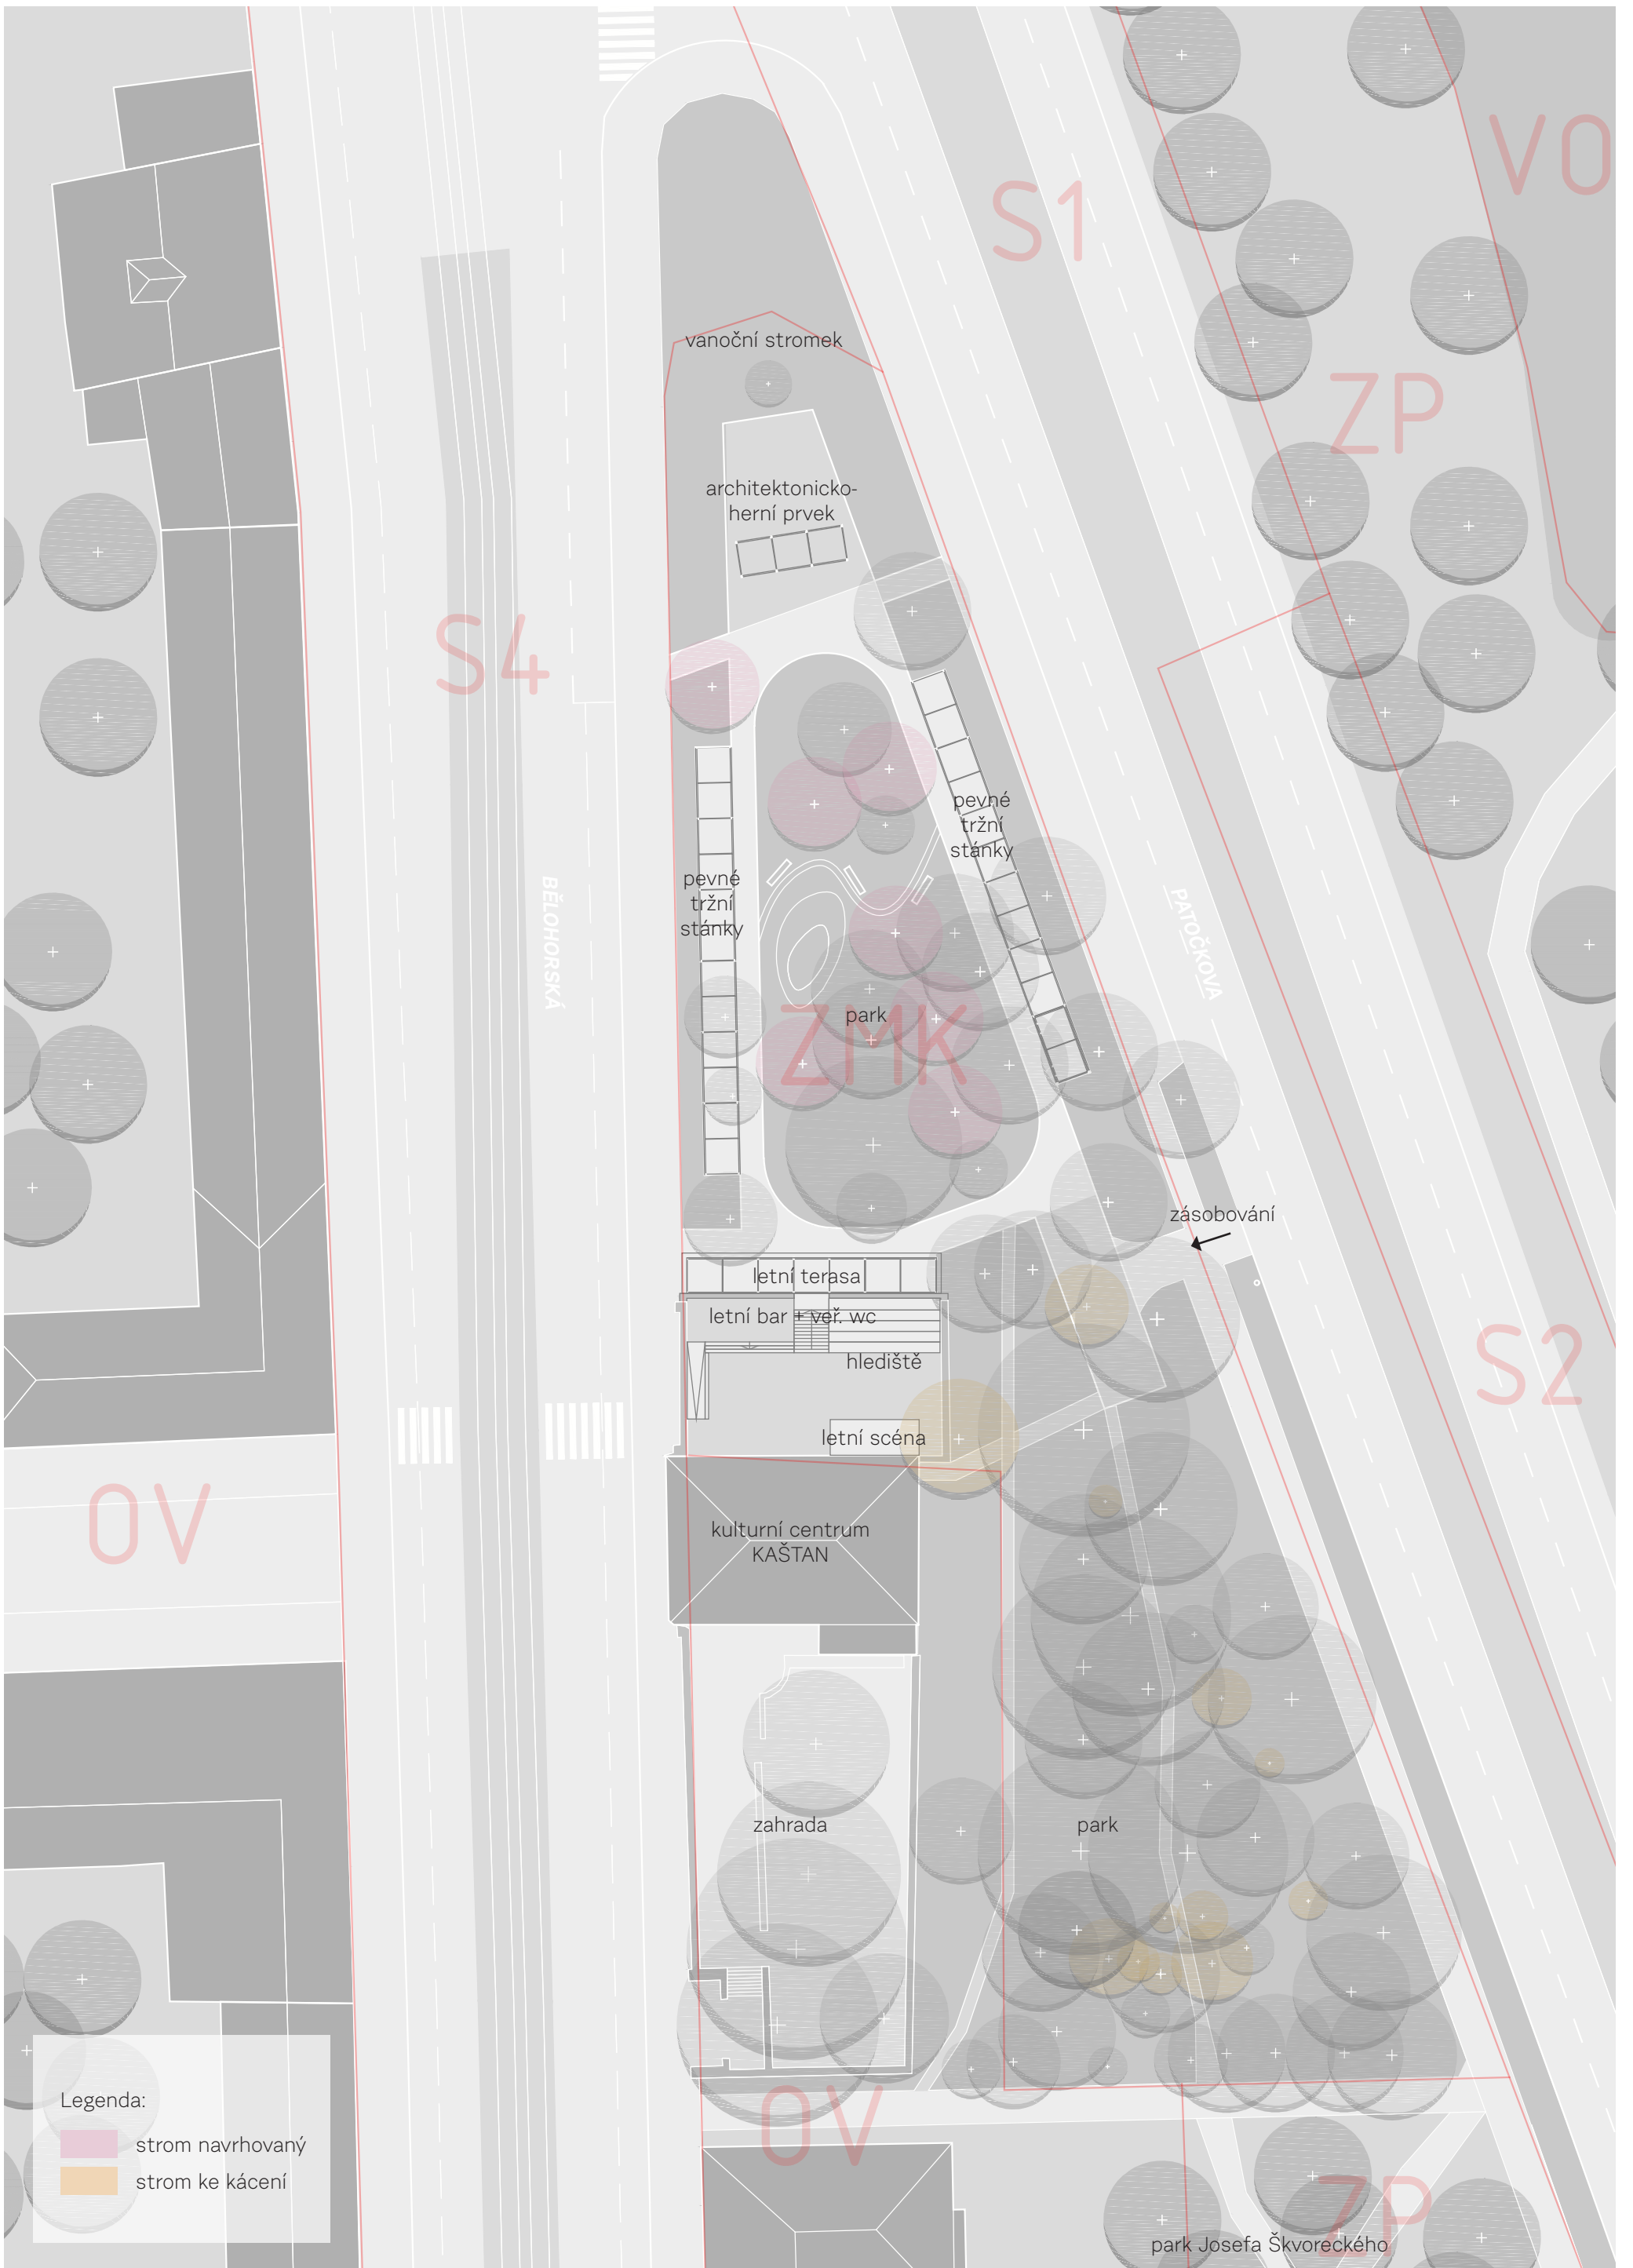 VO
S1
vanoční stromek
ZP
architektonicko-
herní prvek
S4
pevné
tržní
stánky
pevné
tržní
stánky
BĚLOHORSKÁ
PATOČKOVA
park
ZMK
zásobování
letní terasa
letní bar + veř. wc
hlediště
S2
letní scéna
OV
kulturní centrum
KAŠTAN
zahrada
park
Legenda:
strom navrhovaný
strom ke kácení
OV
ZP
park Josefa Škvoreckého